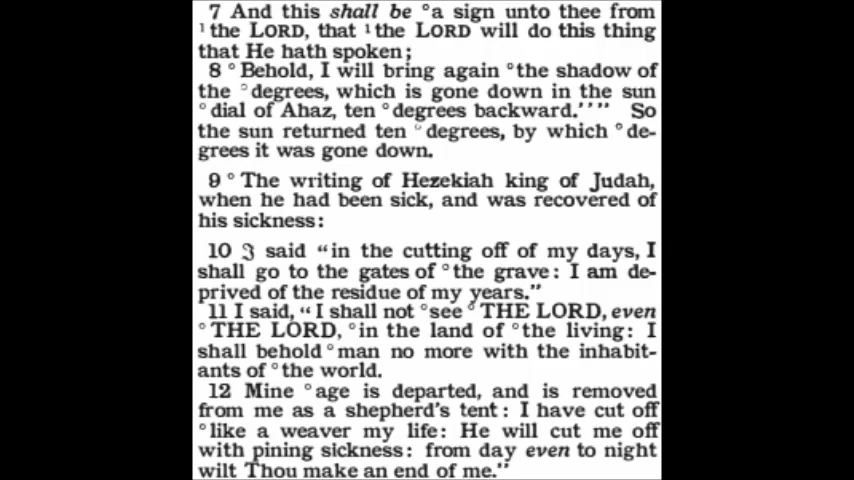 7 And this shall be °a sign unto thee from
¹the LORD, that ¹the LORD will do this thing
that He hath spoken;
8 °Behold, I will bring again °the shadow of
the °degrees, which is gone down in the sun
°dial of Ahaz, ten °degrees backward.'"" So
the sun returned ten °degrees, by which °de-
grees it was gone down.
9 °The writing of Hezekiah king of Judah,
when he had been sick, and was recovered of
his sickness:
10 I said "in the cutting off of my days, I
shall go to the gates of °the grave: I am de-
prived of the residue of my years."
11 I said, "I shall not °see °THE LORD, even
°THE LORD, °in the land of °the living: I
shall behold °man no more with the inhabit-
ants of °the world.
12 Mine °age is departed, and is removed
from me as a shepherd's tent: I have cut off
°like a weaver my life: He will cut me off
with pining sickness: from day even to night
wilt Thou make an end of me."